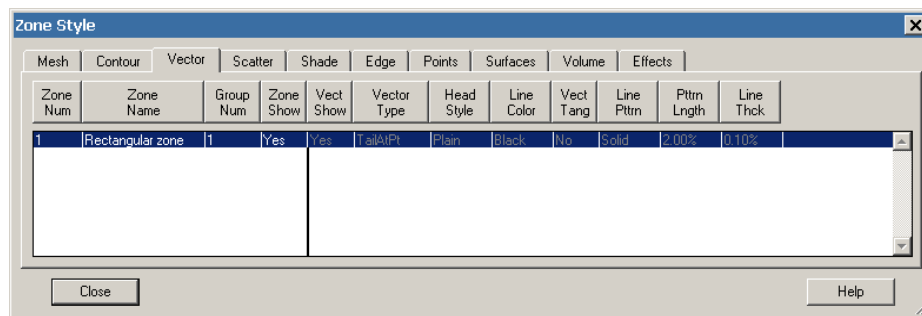 Zone Style
Mesh Contour Vector Scatter Shade Edge Points Surfaces Volume Effects
Zone Num Zone Name Group Num Zone Show Vect Show Vector Type Head Style Line Color Vect Tang Line Pttrn Pttrn Lngth Line Thck
1 Rectangular zone 1 Yes Yes TailAtPt Plain Black No Solid 2.00% 0.10%
Close Help